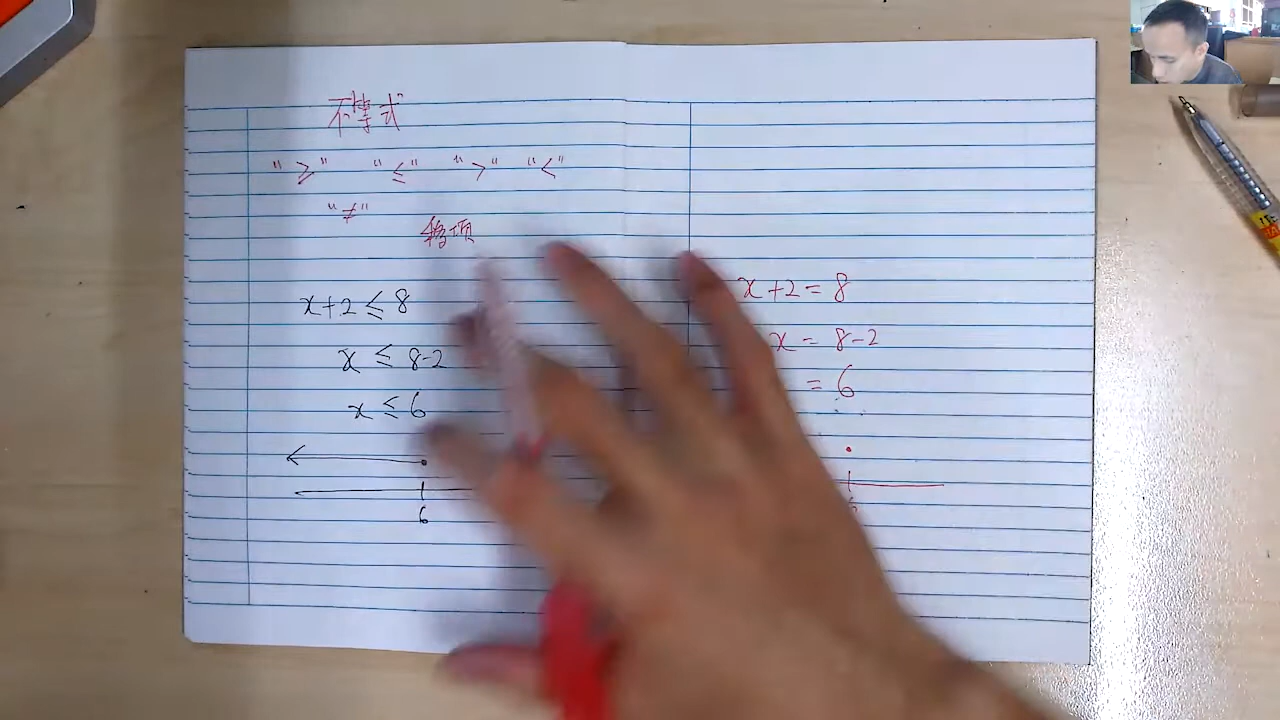 不等式
"≥" "≤" ">" "<"
"≠"
移项
x+2 ≤ 8
x ≤ 8-2
x ≤ 6
6
x+2 = 8
x = 8-2
= 6